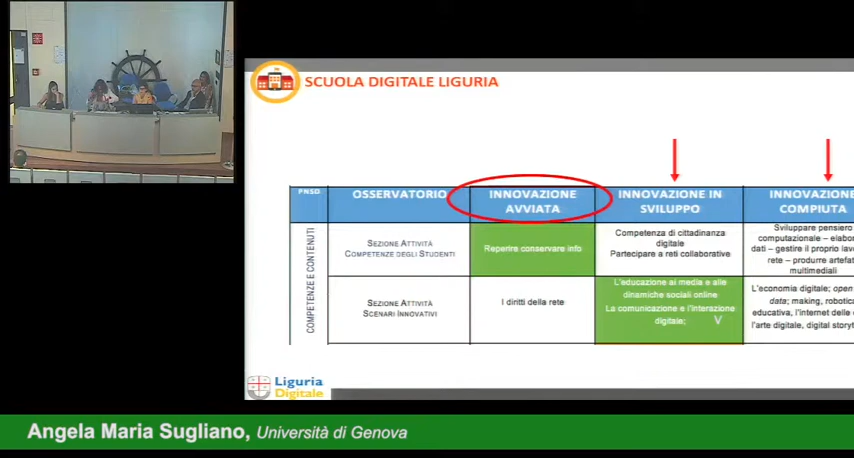 SCUOLA DIGITALE LIGURIA
PNSD
OSSERVATORIO
INNOVAZIONE
AVVIATA
INNOVAZIONE IN
SVILUPPO
INNOVAZIONE
COMPIUTA
COMPETENZE E CONTENUTI
SEZIONE ATTIVITÀ
COMPETENZE DEGLI STUDENTI
Reperire conservare info
Competenza di cittadinanza
digitale
Partecipare a reti collaborative
Sviluppare pensiero
computazionale – elabor
dati – gestire il proprio lavo
rete – produrre artefat
multimediali
SEZIONE ATTIVITÀ
SCENARI INNOVATIVI
I diritti della rete
L'educazione ai media e alle
dinamiche sociali online
La comunicazione e l'interazione
digitale; V
L'economia digitale; open
data; making, robotica
educativa, l'internet delle
l'arte digitale, digital storyt
Liguria
Digitale
Angela Maria Sugliano, Università di Genova